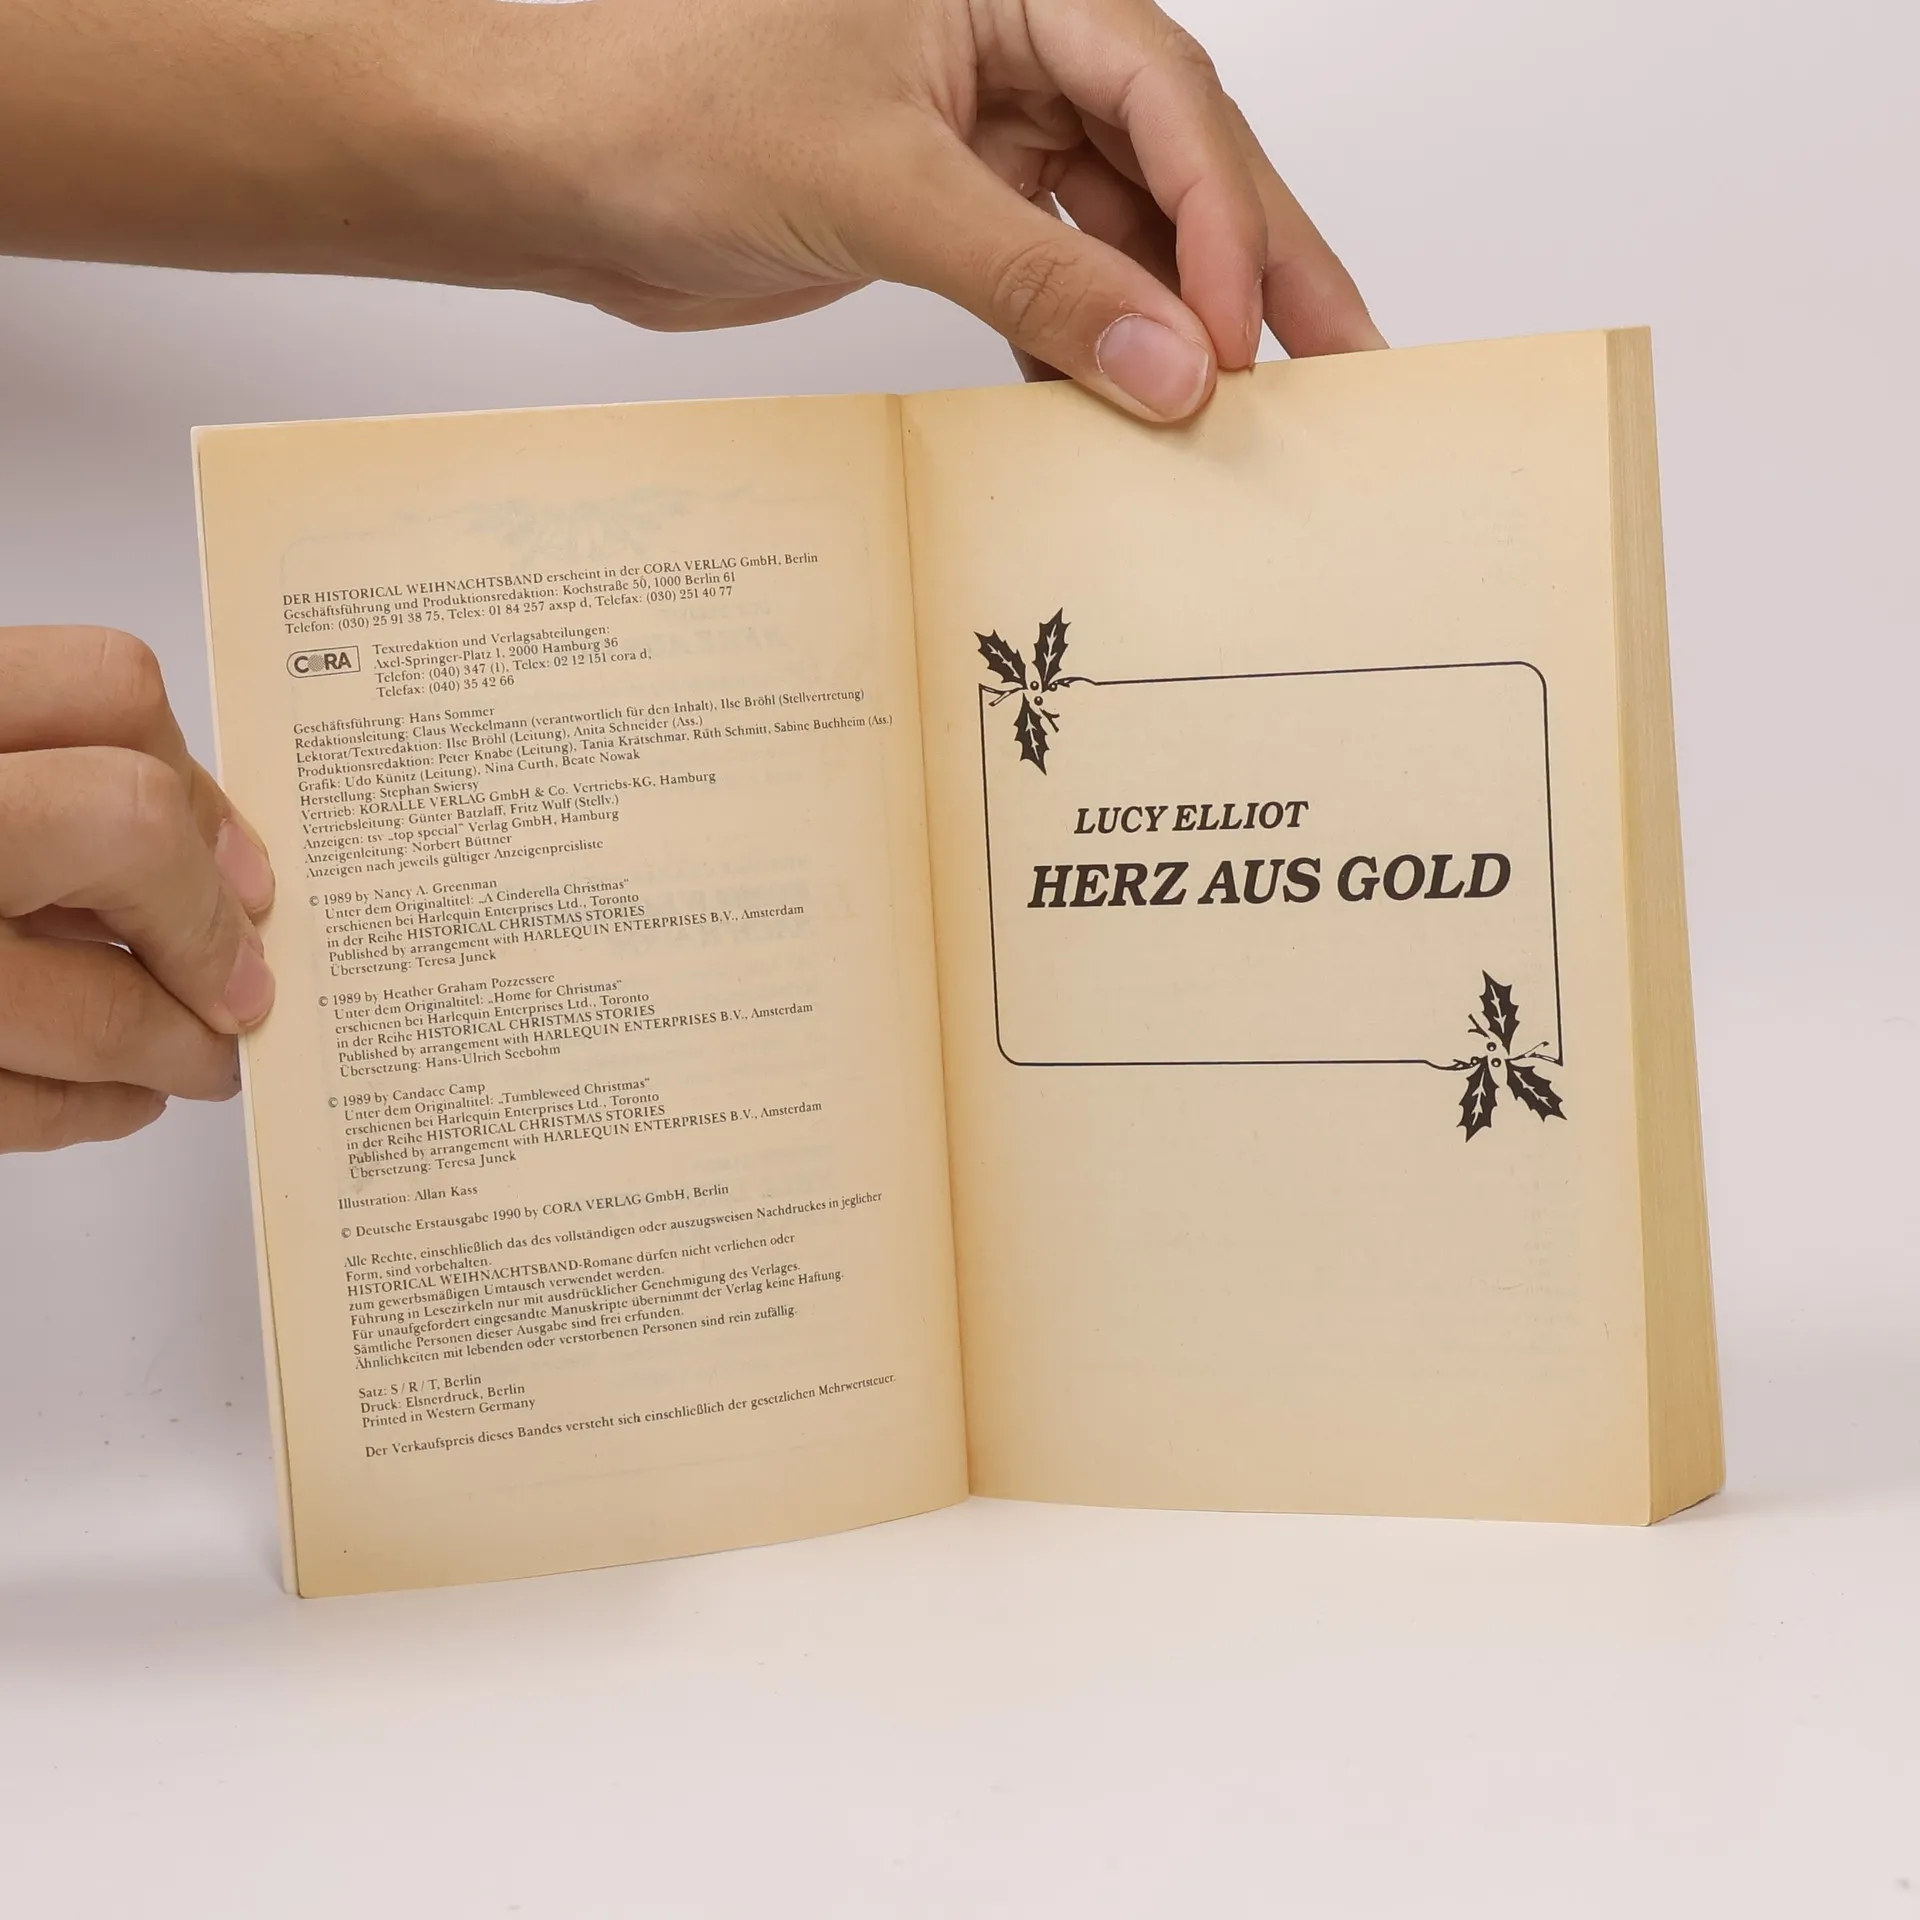 DER HISTORICAL WEIHNACHTSBAND erscheint in der CORA VERLAG GmbH, Berlin
Geschäftsführung und Produktionsredaktion: Kochstraße 50, 1000 Berlin 61
Telefon: (030) 25 91 38 75, Telex: 01 84 257 axsp d, Telefax: (030) 251 40 77
CORA
Textredaktion und Verlagsabteilungen:
Axel-Springer-Platz 1, 2000 Hamburg 36
Telefon: (040) 347 (1), Telex: 02 12 151 cora d,
Telefax: (040) 35 42 66
Geschäftsführung: Hans Sommer
Redaktionsleitung: Claus Weckelmann (verantwortlich für den Inhalt), Ilse Bröhl (Stellvertretung)
Lektorat/Textredaktion: Ilse Bröhl (Leitung), Anita Schneider (Ass.)
Produktionsredaktion: Peter Knabe (Leitung), Tania Krätschmar, Ruth Schmitt, Sabine Buchheim (Ass.)
Grafik: Udo Künitz (Leitung), Nina Curth, Beate Nowak
Herstellung: Stephan Swiersy
Vertrieb: KORALLE VERLAG GmbH & Co. Vertriebs-KG, Hamburg
Vertriebsleitung: Günter Batzlaff, Fritz Wulf (Stellv.)
Anzeigen: tsv „top special“ Verlag GmbH, Hamburg
Anzeigenleitung: Norbert Büttner
Anzeigen nach jeweils gültiger Anzeigenpreisliste
© 1989 by Nancy A. Greenman
Unter dem Originaltitel: „A Cinderella Christmas“
erschienen bei Harlequin Enterprises Ltd., Toronto
in der Reihe HISTORICAL CHRISTMAS STORIES
Published by arrangement with HARLEQUIN ENTERPRISES B.V., Amsterdam
Übersetzung: Teresa Junek
© 1989 by Heather Graham Pozzessere
Unter dem Originaltitel: „Home for Christmas“
erschienen bei Harlequin Enterprises Ltd., Toronto
in der Reihe HISTORICAL CHRISTMAS STORIES
Published by arrangement with HARLEQUIN ENTERPRISES B.V., Amsterdam
Übersetzung: Hans-Ulrich Seebohm
© 1989 by Candace Camp
Unter dem Originaltitel: „Tumbleweed Christmas“
erschienen bei Harlequin Enterprises Ltd., Toronto
in der Reihe HISTORICAL CHRISTMAS STORIES
Published by arrangement with HARLEQUIN ENTERPRISES B.V., Amsterdam
Übersetzung: Teresa Junek
Illustration: Allan Kass
© Deutsche Erstausgabe 1990 by CORA VERLAG GmbH, Berlin
Alle Rechte, einschließlich das des vollständigen oder auszugsweisen Nachdruckes in jeglicher
Form, sind vorbehalten.
HISTORICAL WEIHNACHTSBAND-Romane dürfen nicht verliehen oder
zum gewerbsmäßigen Umtausch verwendet werden.
Führung in Lesezirkeln nur mit ausdrücklicher Genehmigung des Verlages.
Für unaufgefordert eingesandte Manuskripte übernimmt der Verlag keine Haftung.
Sämtliche Personen dieser Ausgabe sind frei erfunden.
Ähnlichkeiten mit lebenden oder verstorbenen Personen sind rein zufällig.
Satz: S / R / T, Berlin
Druck: Elsnerdruck, Berlin
Printed in Western Germany
Der Verkaufspreis dieses Bandes versteht sich einschließlich der gesetzlichen Mehrwertsteuer.
LUCY ELLIOT
HERZ AUS GOLD